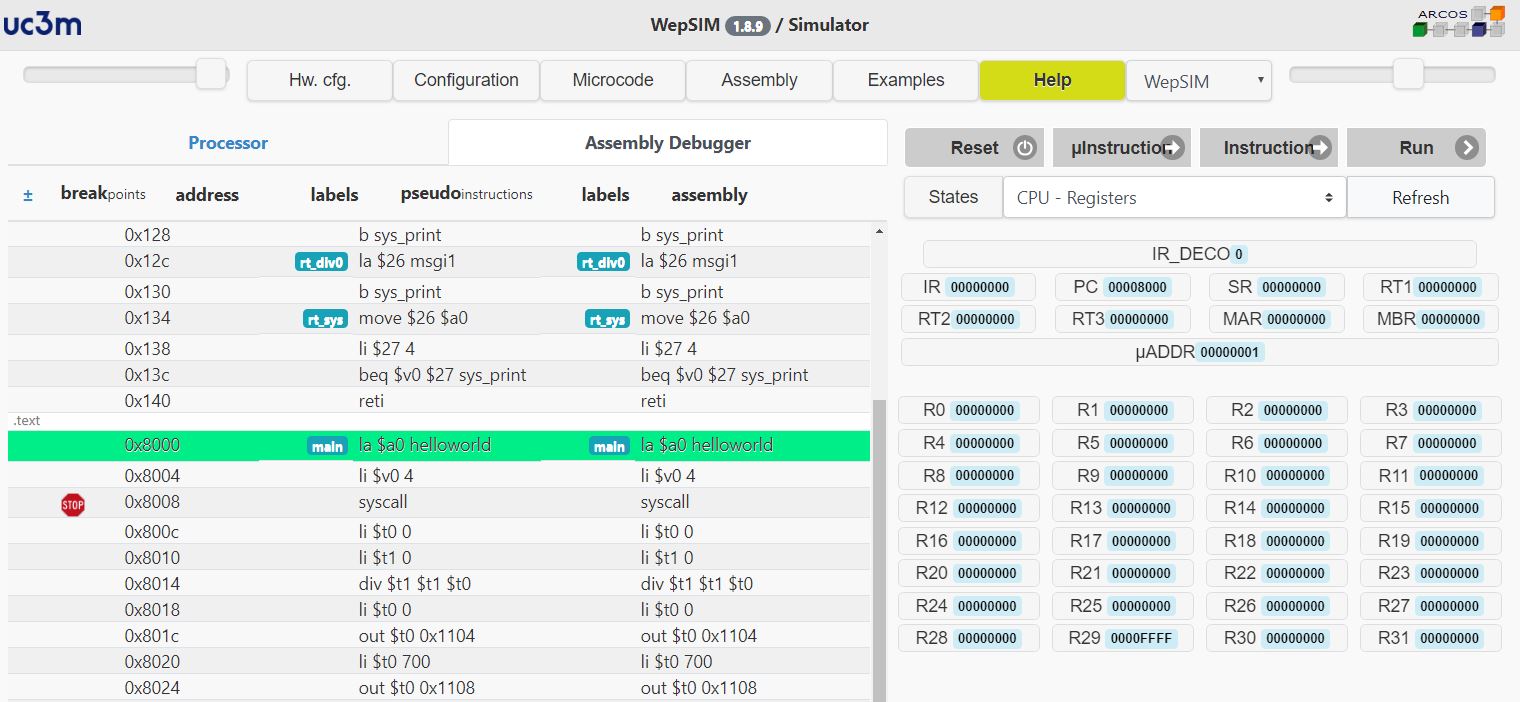 uc3m
WepSIM 1.8.9 / Simulator
ARCOS
Hw. cfg. Configuration Microcode Assembly Examples Help WepSIM
Processor Assembly Debugger
Reset µInstruction Instruction Run
± breakpoints address labels pseudoinstructions labels assembly
States CPU - Registers Refresh
0x128 b sys_print b sys_print
0x12c rt_div0 la $26 msgi1 rt_div0 la $26 msgi1
0x130 b sys_print b sys_print
0x134 rt_sys move $26 $a0 rt_sys move $26 $a0
0x138 li $27 4 li $27 4
0x13c beq $v0 $27 sys_print beq $v0 $27 sys_print
0x140 reti reti
.text
0x8000 main la $a0 helloworld main la $a0 helloworld
0x8004 li $v0 4 li $v0 4
STOP 0x8008 syscall syscall
0x800c li $t0 0 li $t0 0
0x8010 li $t1 0 li $t1 0
0x8014 div $t1 $t1 $t0 div $t1 $t1 $t0
0x8018 li $t0 0 li $t0 0
0x801c out $t0 0x1104 out $t0 0x1104
0x8020 li $t0 700 li $t0 700
0x8024 out $t0 0x1108 out $t0 0x1108
IR_DECO 0
IR 00000000 PC 00008000 SR 00000000 RT1 00000000
RT2 00000000 RT3 00000000 MAR 00000000 MBR 00000000
µADDR 00000001
R0 00000000 R1 00000000 R2 00000000 R3 00000000
R4 00000000 R5 00000000 R6 00000000 R7 00000000
R8 00000000 R9 00000000 R10 00000000 R11 00000000
R12 00000000 R13 00000000 R14 00000000 R15 00000000
R16 00000000 R17 00000000 R18 00000000 R19 00000000
R20 00000000 R21 00000000 R22 00000000 R23 00000000
R24 00000000 R25 00000000 R26 00000000 R27 00000000
R28 00000000 R29 0000FFFF R30 00000000 R31 00000000